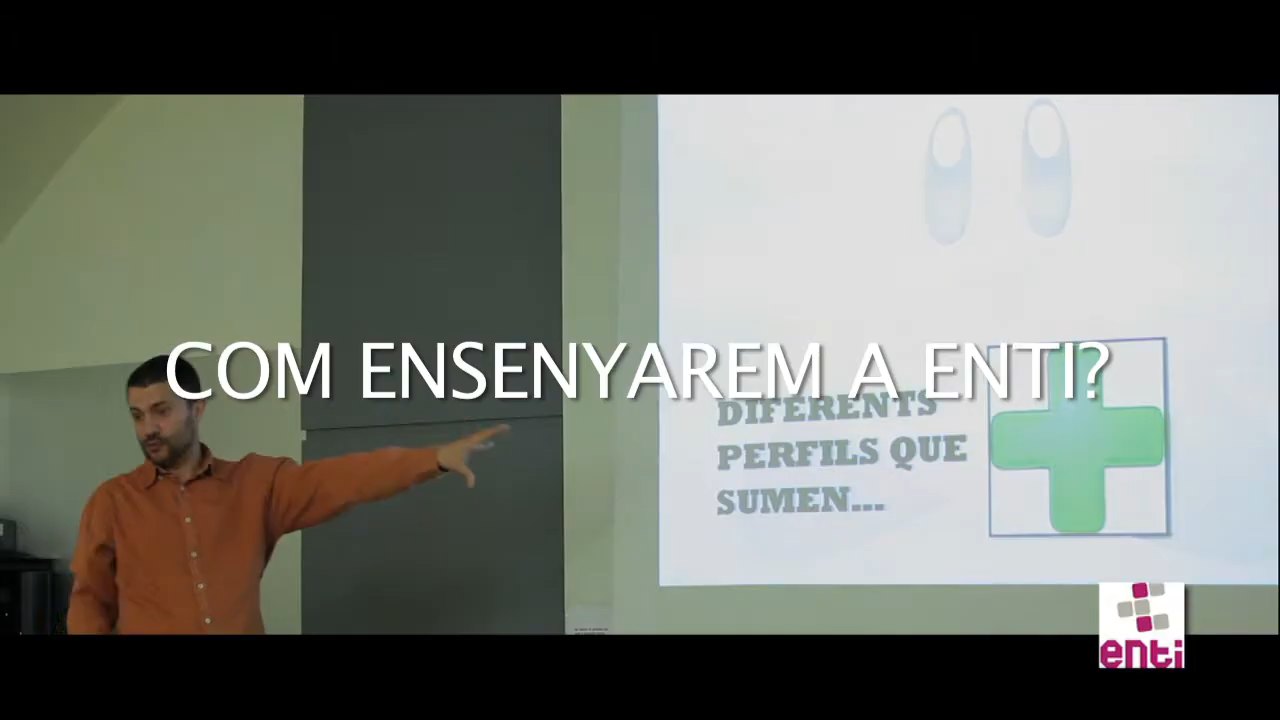 COM ENSENYAREM A ENTI?
DIFERENTS
PERFILS QUE
SUMEN...
enti